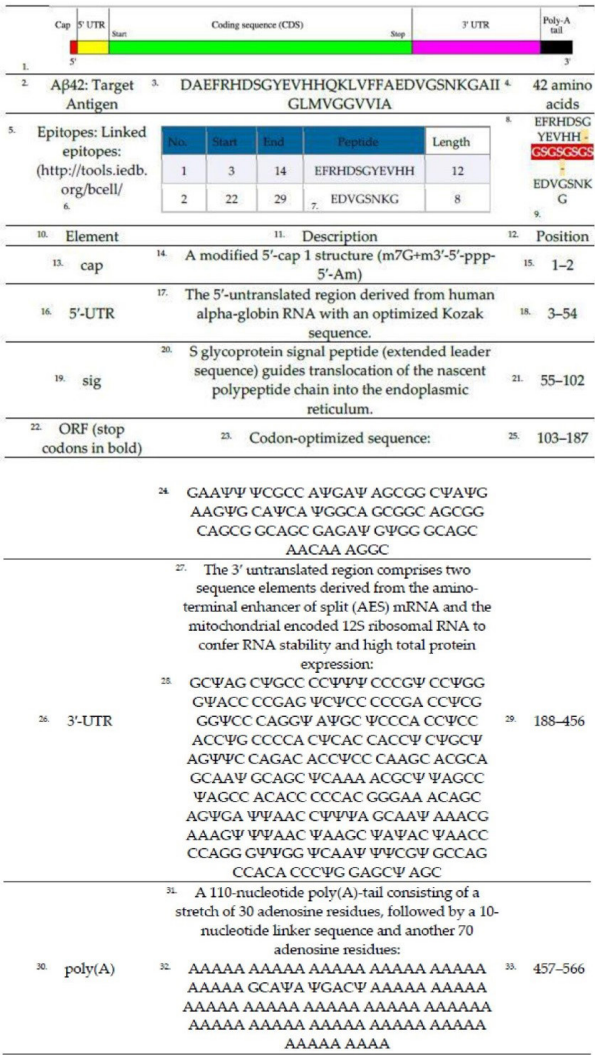 Cap 5' UTR Coding sequence (CDS) 3' UTR Poly-A
tail
Start Stop
5' 3'
1.
2. Aβ42: Target 3. DAEFRHDSGYEVHHQKLVFFAEDVGSNKGAII 4. 42 amino
Antigen GLMVGGVVIA acids
5. Epitopes: Linked
epitopes:
(http://tools.iedb.
org/bcell/
6.
No. Start End Peptide Length
1 3 14 EFRHDSGYEVHH 12
2 22 29 7. EDVGSNKG 8
8. EFRHDSG
YEVHH -
GSGSGSGS
-
EDVGSNK
G
9.
10. Element 11. Description 12. Position
13. cap 14. A modified 5′-cap 1 structure (m7G+m3′-5′-ppp-
5′-Am) 15. 1–2
16. 5′-UTR 17. The 5′-untranslated region derived from human
alpha-globin RNA with an optimized Kozak
sequence. 18. 3–54
19. sig 20. S glycoprotein signal peptide (extended leader
sequence) guides translocation of the nascent
polypeptide chain into the endoplasmic
reticulum. 21. 55–102
22. ORF (stop
codons in bold) 23. Codon-optimized sequence: 25. 103–187
24. GAAΨΨ ΨCGCC AΨGAΨ AGCGG CΨAΨG
AAGΨG CAΨCA ΨGGCA GCGGC AGCGG
CAGCG GCAGC GAGAΨ GΨGG GCAGC
AACAA AGGC
26. 3′-UTR 27. The 3′ untranslated region comprises two
sequence elements derived from the amino-
terminal enhancer of split (AES) mRNA and the
mitochondrial encoded 12S ribosomal RNA to
confer RNA stability and high total protein
expression:
28. GCΨAG CΨGCC CCΨΨΨ CCCGΨ CCΨGG
GΨACC CCGAG ΨCΨCC CCCGA CCΨCG
GGΨCC CAGGΨ AΨGC ΨCCCA CCΨCC
ACCΨG CCCCA CΨCAC CACCΨ CΨGCΨ
AGΨΨC CAGAC ACCΨCC CAAGC ACGCA
GCAAΨ GCAGC ΨCAAA ACGCΨ ΨAGCC
ΨAGCC ACACC CCCAC GGGAA ACAGC
AGΨGA ΨΨAAC CΨΨΨA GCAAΨ AAACG
AAAGΨ ΨΨAAC ΨAAGC ΨAΨAC ΨAACC
CCAGG GΨΨGG ΨCAAΨ ΨΨCGΨ GCCAG
CCACA CCCΨG GAGCΨ AGC
29. 188–456
30. poly(A) 31. A 110-nucleotide poly(A)-tail consisting of a
stretch of 30 adenosine residues, followed by a 10-
nucleotide linker sequence and another 70
adenosine residues:
32. AAAAA AAAAA AAAAA AAAAA AAAAA
AAAAA GCAΨA ΨGACΨ AAAAA AAAAA
AAAAA AAAAA AAAAA AAAAA AAAAAA
AAAAA AAAAA AAAAA AAAAA AAAAA
AAAAA AAAA
33. 457–566